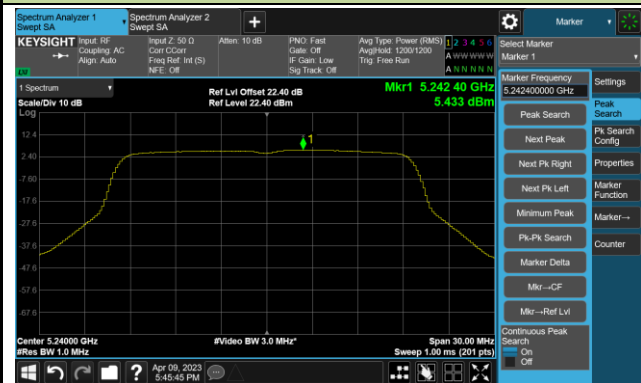 Spectrum Analyzer 1
Swept SA
Spectrum Analyzer 2
Swept SA
Marker
KEYSIGHT
Input: RF
Coupling: AC
Align: Auto
Input Z: 50 Ω
Corr CCorr
Freq Ref: Int (S)
NFE: Off
Atten: 10 dB
PNO: Fast
Gate: Off
IF Gain: Low
Sig Track: Off
Avg Type: Power (RMS)
Avg|Hold: 1200/1200
Trig: Free Run
1 2 3 4 5 6
A WWWWW
A NNNNN
LXI
Select Marker
Marker 1
1 Spectrum
Scale/Div 10 dB
Log
Ref Lvl Offset 22.40 dB
Ref Level 22.40 dBm
Mkr1 5.242 40 GHz
5.433 dBm
12.4
2.40
-7.60
-17.6
-27.6
-37.6
-47.6
-57.6
-67.6
1
Center 5.24000 GHz
#Res BW 1.0 MHz
#Video BW 3.0 MHz*
Span 30.00 MHz
Sweep 1.00 ms (201 pts)
Marker Frequency
5.242400000 GHz
Peak Search
Next Peak
Next Pk Right
Next Pk Left
Minimum Peak
Pk-Pk Search
Marker Delta
Mkr→CF
Mkr→Ref Lvl
Continuous Peak
Search
On
Off
Settings
Peak
Search
Pk Search
Config
Properties
Marker
Function
Marker→
Counter
Apr 09, 2023
5:45:45 PM